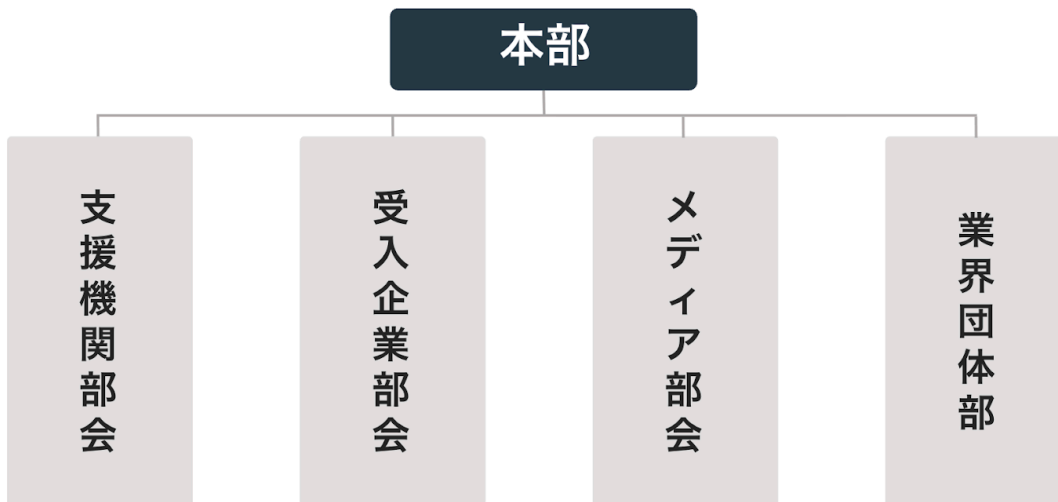 本部
支援機関部会
受入企業部会
メディア部会
業界団体部